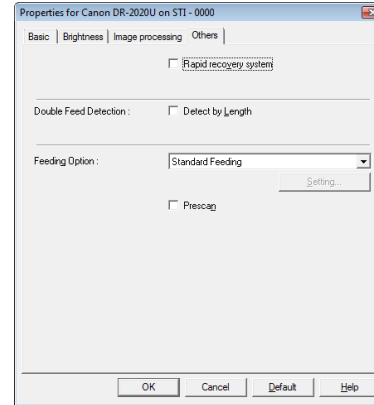 Properties for Canon DR-2020U on STI - 0000
Basic Brightness Image processing Others
Rapid recovery system
Double Feed Detection : Detect by Length
Feeding Option : Standard Feeding
Setting...
Prescan
OK Cancel Default Help